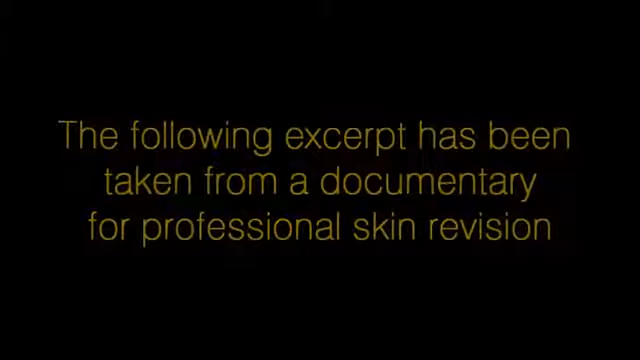 The following excerpt has been
taken from a documentary
for professional skin revision